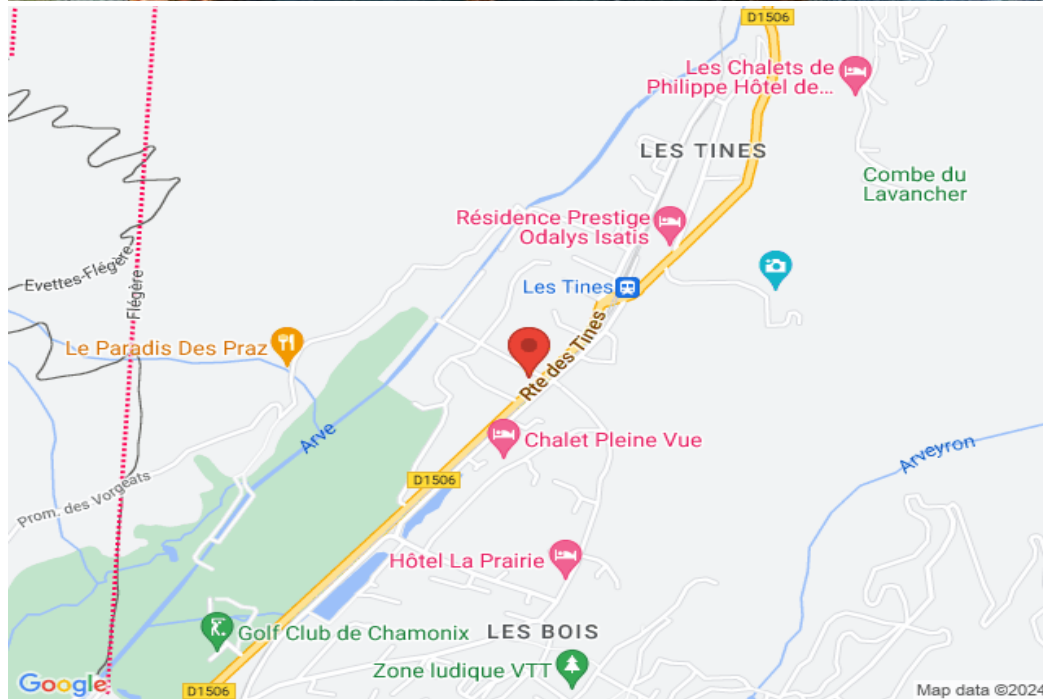 D1506
Les Chalets de
Philippe Hôtel de...
LES TINES
Combe du
Lavancher
Résidence Prestige
Odalys Isatis
Evettes-Flégère
Flégère
Les Tines
Le Paradis Des Praz
Rte des Tines
Arve
Chalet Pleine Vue
Arveyron
D1506
Prom. des Vorgeats
Hôtel La Prairie
Golf Club de Chamonix
LES BOIS
Zone ludique VTT
Google
D1506
Map data ©2024